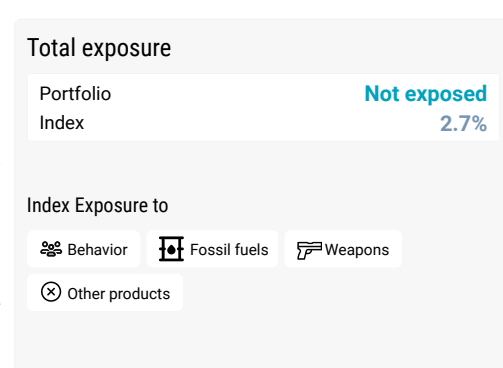 Total exposure
Portfolio Not exposed
Index 2.7%
Index Exposure to
Behavior Fossil fuels Weapons
Other products